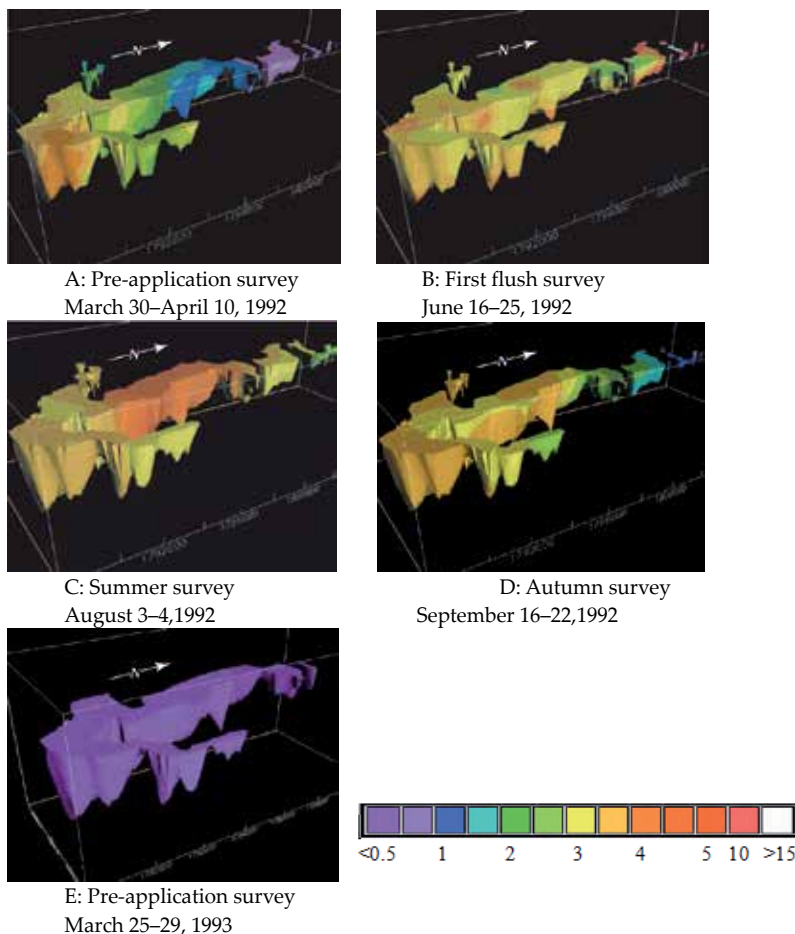 N
N
A: Pre-application survey
March 30–April 10, 1992
B: First flush survey
June 16–25, 1992
N
N
C: Summer survey
August 3–4,1992
D: Autumn survey
September 16–22,1992
N
<0.5 1 2 3 4 5 10 >15
E: Pre-application survey
March 25–29, 1993